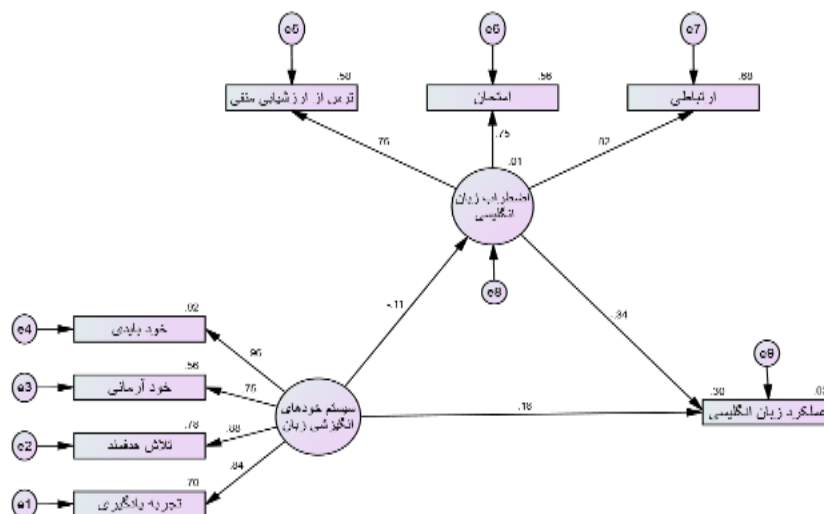 e5
e6
e7
.58
.56
.68
ترس از ارزشیابی منفی
امتحان
ارتباطی
.76
.75
.82
.01
اضطراب زبان
انگلیسی
e8
-.11
-.34
.92
e4
خود بایدی
.96
.56
e3
خود آرمانی
.75
.78
e2
تلاش هدفمند
.88
.70
e1
تجربه یادگیری
.84
سیستم خودهای
انگیزشی زبان
.18
e9
.30
زبان انگلیسی